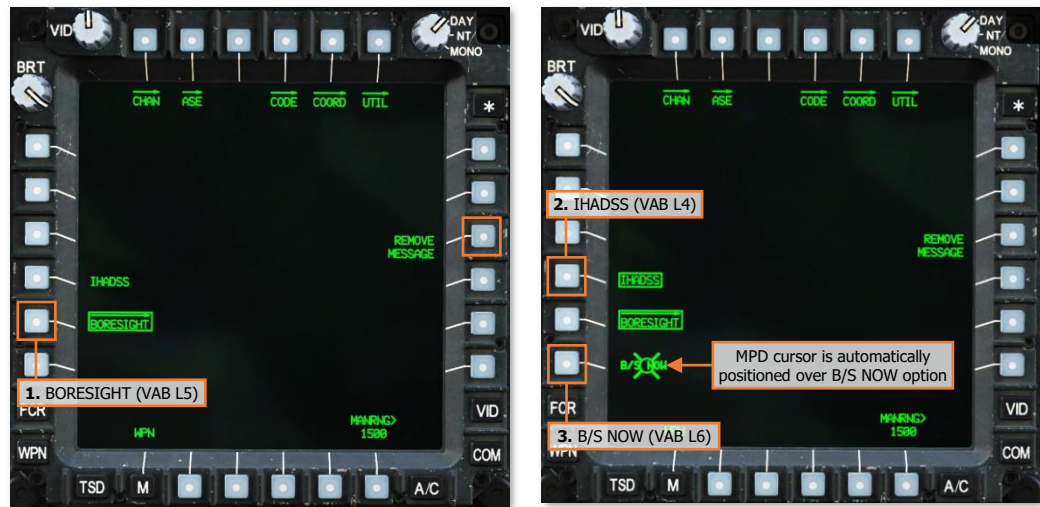 VID
DAY
NT
MONO
BRT
CHAN ASE CODE COORD UTIL
*
REMOVE
MESSAGE
IHADSS
BORESIGHT
1. BORESIGHT (VAB L5)
FCR
VID
WPN
MANRNG>
1500
WPN
COM
TSD M A/C
VID
DAY
NT
MONO
BRT
CHAN ASE CODE COORD UTIL
*
2. IHADSS (VAB L4)
REMOVE
MESSAGE
IHADSS
BORESIGHT
B/S NOW
MPD cursor is automatically
positioned over B/S NOW option
FCR
VID
MANRNG>
1500
3. B/S NOW (VAB L6)
WPN
COM
TSD M A/C